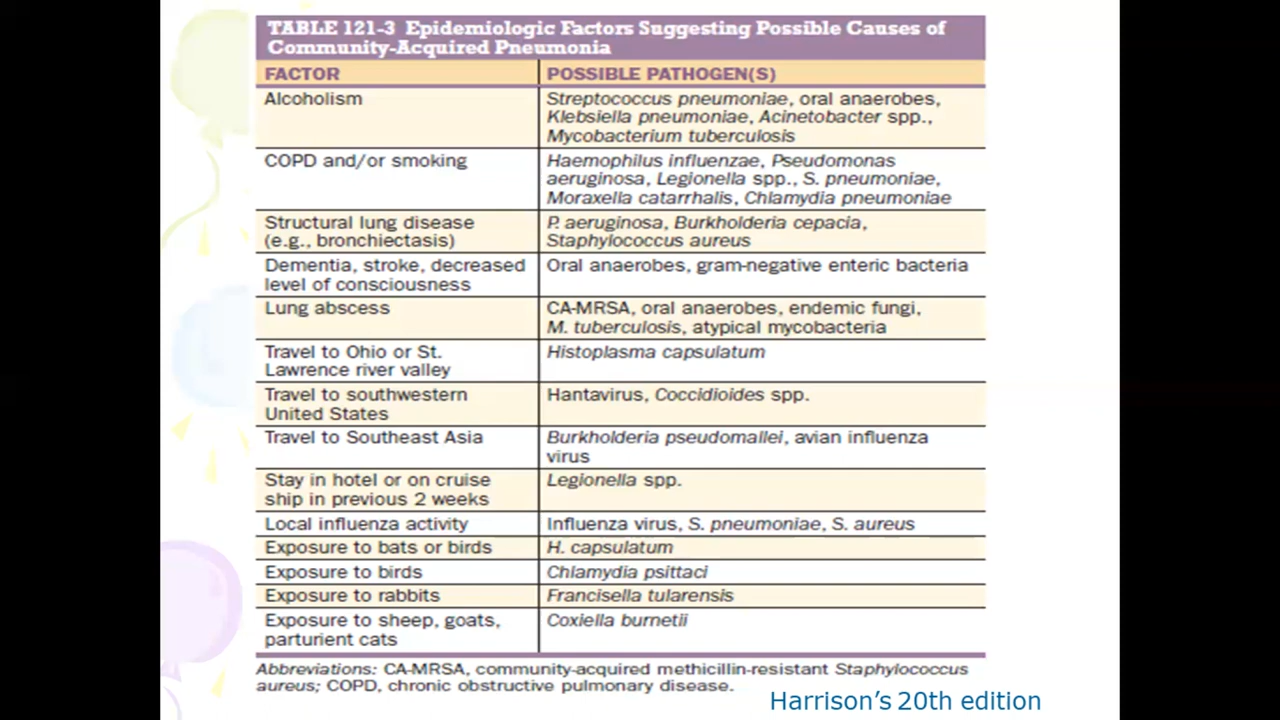 TABLE 121-3 Epidemiologic Factors Suggesting Possible Causes of
Community-Acquired Pneumonia
FACTOR POSSIBLE PATHOGEN(S)
Alcoholism Streptococcus pneumoniae, oral anaerobes,
Klebsiella pneumoniae, Acinetobacter spp.,
Mycobacterium tuberculosis
COPD and/or smoking Haemophilus influenzae, Pseudomonas
aeruginosa, Legionella spp., S. pneumoniae,
Moraxella catarrhalis, Chlamydia pneumoniae
Structural lung disease P. aeruginosa, Burkholderia cepacia,
(e.g., bronchiectasis) Staphylococcus aureus
Dementia, stroke, decreased Oral anaerobes, gram-negative enteric bacteria
level of consciousness
Lung abscess CA-MRSA, oral anaerobes, endemic fungi,
M. tuberculosis, atypical mycobacteria
Travel to Ohio or St. Histoplasma capsulatum
Lawrence river valley
Travel to southwestern Hantavirus, Coccidioides spp.
United States
Travel to Southeast Asia Burkholderia pseudomallei, avian influenza
virus
Stay in hotel or on cruise Legionella spp.
ship in previous 2 weeks
Local influenza activity Influenza virus, S. pneumoniae, S. aureus
Exposure to bats or birds H. capsulatum
Exposure to birds Chlamydia psittaci
Exposure to rabbits Francisella tularensis
Exposure to sheep, goats, Coxiella burnetii
parturient cats
Abbreviations: CA-MRSA, community-acquired methicillin-resistant Staphylococcus
aureus; COPD, chronic obstructive pulmonary disease.
Harrison's 20th edition